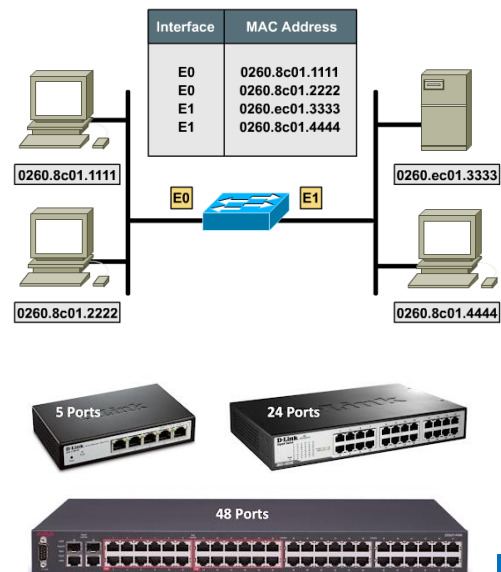 Interface MAC Address
E0 0260.8c01.1111
E0 0260.8c01.2222
E1 0260.ec01.3333
E1 0260.8c01.4444
0260.8c01.1111
0260.ec01.3333
E0
E1
0260.8c01.2222
0260.8c01.4444
5 Ports
D-Link
24 Ports
D-Link
48 Ports